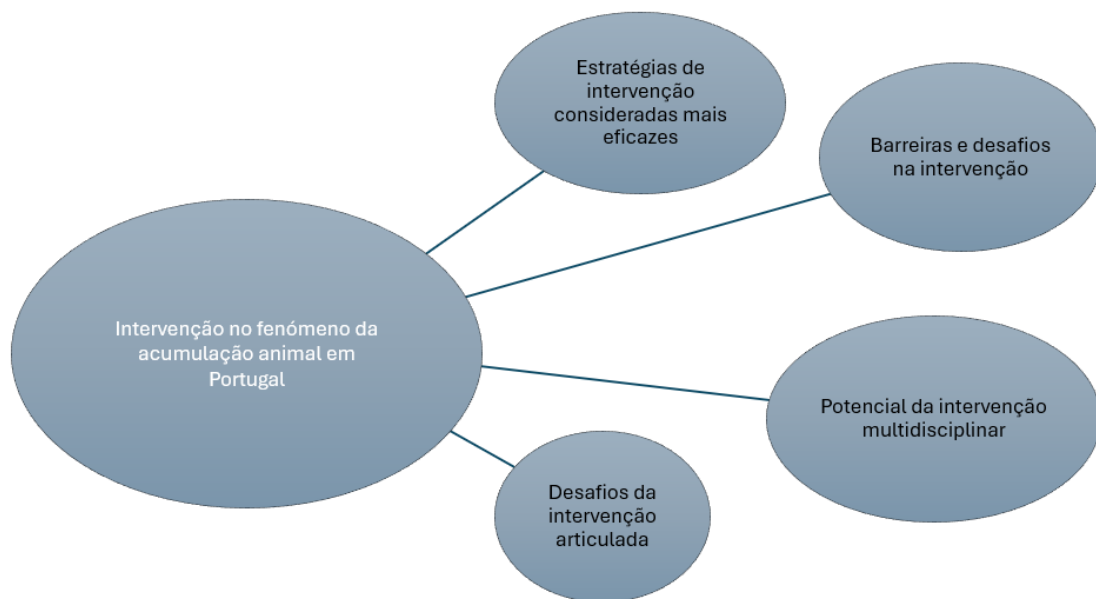 Estratégias de
intervenção
consideradas mais
eficazes
Barreiras e desafios
na intervenção
Intervenção no fenómeno da
acumulação animal em
Portugal
Potencial da intervenção
multidisciplinar
Desafios da
intervenção
articulada